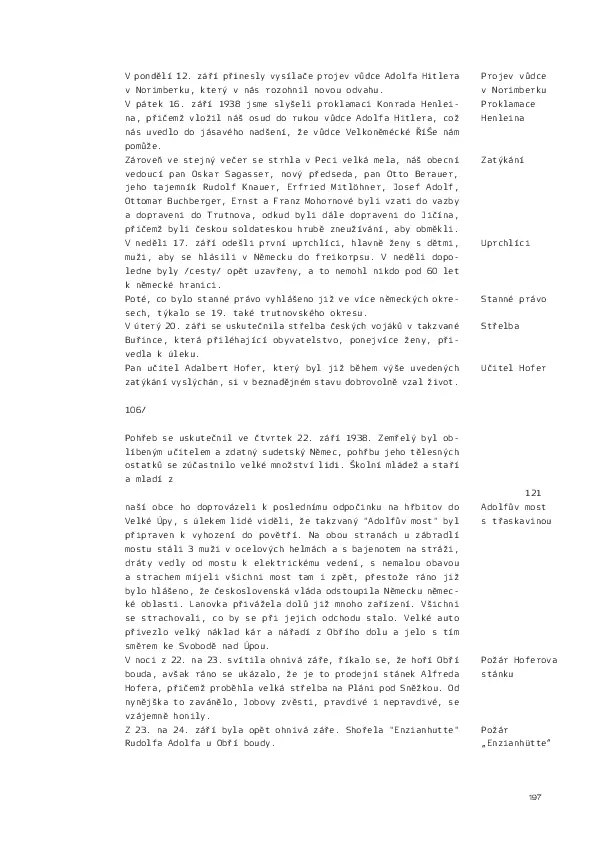 V pondělí 12. září přinesly vysílače projev vůdce Adolfa Hitlera
v Norimberku, který v nás rozohnil novou odvahu.
V pátek 16. září 1938 jsme slyšeli proklamaci Konrada Henlei-
na, přičemž vložil náš osud do rukou vůdce Adolfa Hitlera, což
nás uvedlo do jásavého nadšení, že vůdce Velkoněmécké ŘíŠe nám
pomůže.
Zároveň ve stejný večer se strhla v Peci velká mela, náš obecní
vedoucí pan Oskar Sagasser, nový předseda, pan Otto Berauer,
jeho tajemník Rudolf Knauer, Erfried Mitlöhner, Josef Adolf,
Ottomar Buchberger, Ernst a Franz Mohornové byli vzati do vazby
a dopraveni do Trutnova, odkud byli dále dopraveni do Jičína,
přičemž byli českou soldateskou hrubě zneužívání, aby obměkli.
V neděli 17. září odešli první uprchlíci, hlavně ženy s dětmi,
muži, aby se hlásili v Německu do freikorpsu. V neděli dopo-
ledne byly /cesty/ opět uzavřeny, a to nemohl nikdo pod 60 let
k německé hranici.
Poté, co bylo stanné právo vyhlášeno již ve více německých okre-
sech, týkalo se 19. také trutnovského okresu.
V úterý 20. záři se uskutečnila střelba českých vojáků v takzvané
Buřince, která přiléhající obyvatelstvo, ponejvíce ženy, při-
vedla k úleku.
Pan učitel Adalbert Hofer, který byl již během výše uvedených
zatýkání vyslýchán, si v beznadějném stavu dobrovolně vzal život.
106/
Pohřeb se uskutečnil ve čtvrtek 22. září 1938. Zemřelý byl ob-
líbeným učitelem a zdatný sudetský Němec, pohřbu jeho tělesných
ostatků se zúčastnilo velké množství lidi. Školní mládež a staří
a mladí z
naší obce ho doprovázeli k poslednímu odpočinku na hřbitov do
Velké Úpy, s úlekem lidé viděli, že takzvaný "Adolfův most" byl
připraven k vyhození do povětří. Na obou stranách u zábradlí
mostu stáli 3 muži v ocelových helmách a s bajenotem na stráži,
dráty vedly od mostu k elektrickému vedení, s nemalou obavou
a strachem míjeli všichni most tam i zpět, přestože ráno již
bylo hlášeno, že československá vláda odstoupila Německu němec-
ké oblasti. Lanovka přivážela dolů již mnoho zařízení. Všichni
se strachovali, co by se při jejich odchodu stalo. Velké auto
přivezlo velký náklad kár a nářadí z Obřího dolu a jelo s tím
směrem ke Svobodě nad Úpou.
V noci z 22. na 23. svítila ohnivá záře, říkalo se, že hoří Obří
bouda, avšak ráno se ukázalo, že je to prodejní stánek Alfreda
Hofera, přičemž proběhla velká střelba na Pláni pod Sněžkou. Od
nynějška to zavánělo, Jobovy zvěsti, pravdivé i nepravdivé, se
vzájemně honily.
Z 23. na 24. září byla opět ohnivá záře. Shořela "Enzianhutte"
Rudolfa Adolfa u Obří boudy.
Projev vůdce
v Norimberku
Proklamace
Henleina
Zatýkání
Uprchlíci
Stanné právo
Střelba
Učitel Hofer
121
Adolfův most
s třaskavinou
Požár Hoferova
stánku
Požár
„Enzianhütte“
197